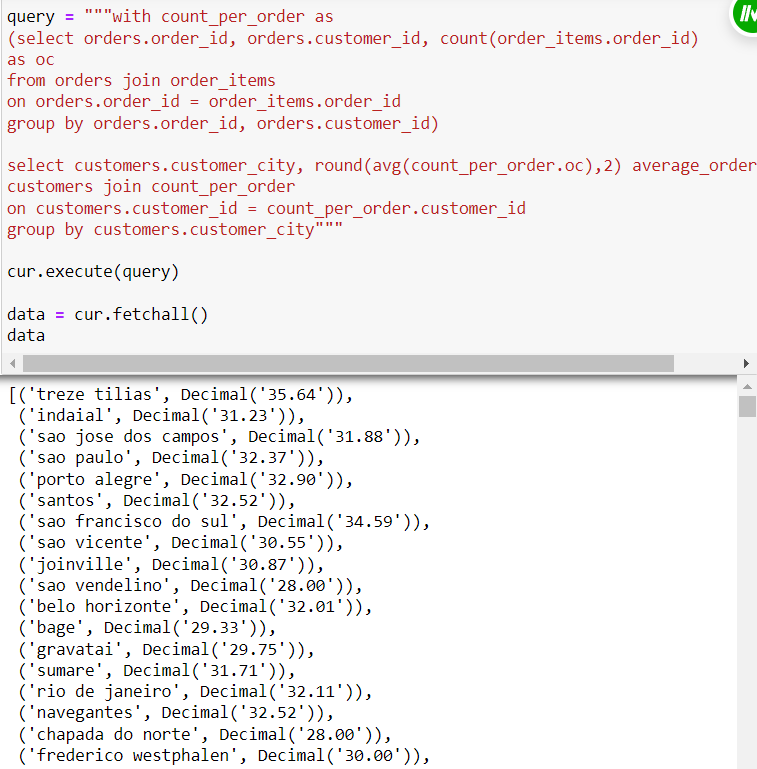 query = """with count_per_order as
(select orders.order_id, orders.customer_id, count(order_items.order_id)
as oc
from orders join order_items
on orders.order_id = order_items.order_id
group by orders.order_id, orders.customer_id)
select customers.customer_city, round(avg(count_per_order.oc),2) average_order
customers join count_per_order
on customers.customer_id = count_per_order.customer_id
group by customers.customer_city"""
cur.execute(query)
data = cur.fetchall()
data
[('treze tilias', Decimal('35.64')),
('indaial', Decimal('31.23')),
('sao jose dos campos', Decimal('31.88')),
('sao paulo', Decimal('32.37')),
('porto alegre', Decimal('32.90')),
('santos', Decimal('32.52')),
('sao francisco do sul', Decimal('34.59')),
('sao vicente', Decimal('30.55')),
('joinville', Decimal('30.87')),
('sao vendelino', Decimal('28.00')),
('belo horizonte', Decimal('32.01')),
('bage', Decimal('29.33')),
('gravatai', Decimal('29.75')),
('sumare', Decimal('31.71')),
('rio de janeiro', Decimal('32.11')),
('navegantes', Decimal('32.52')),
('chapada do norte', Decimal('28.00')),
('frederico westphalen', Decimal('30.00')),